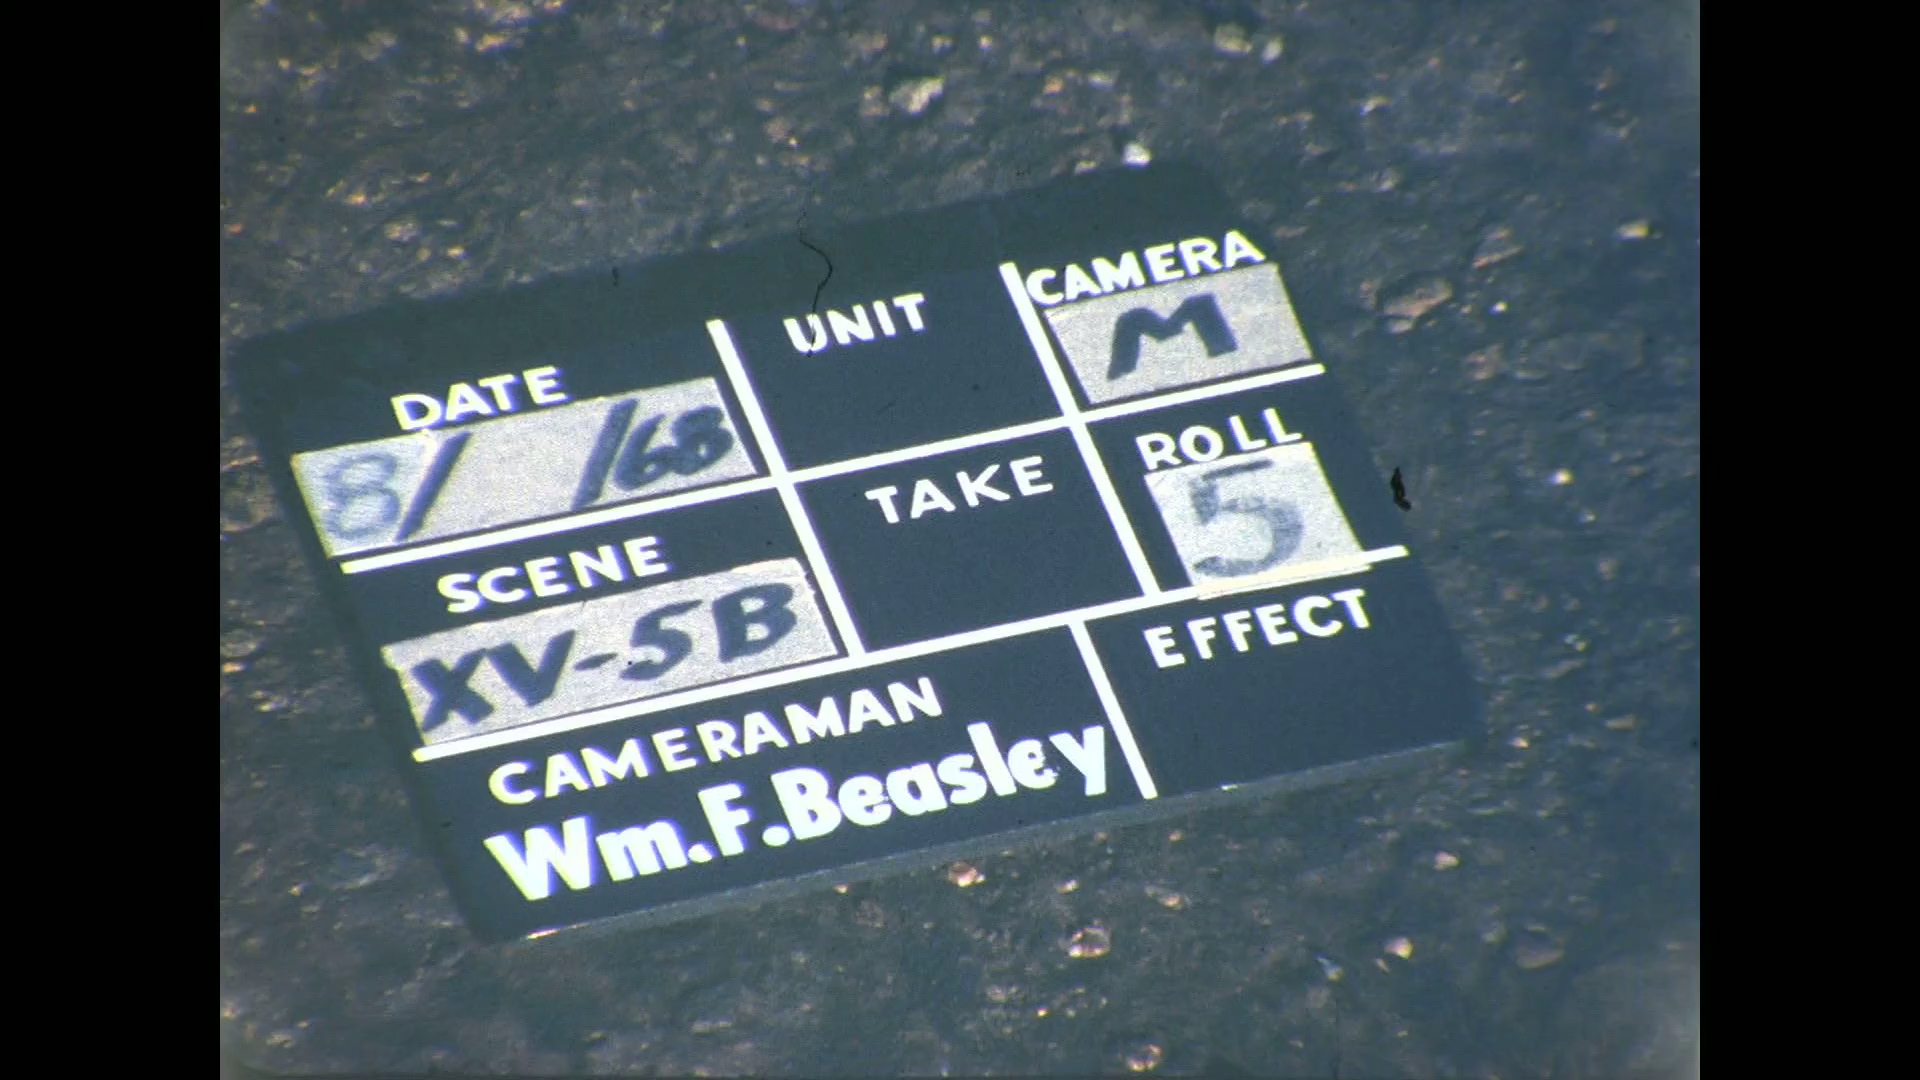 DATE
8/ /68
UNIT
CAMERA
M
SCENE
XV-5B
TAKE
ROLL
5
CAMERAMAN
Wm.F.Beasley
EFFECT